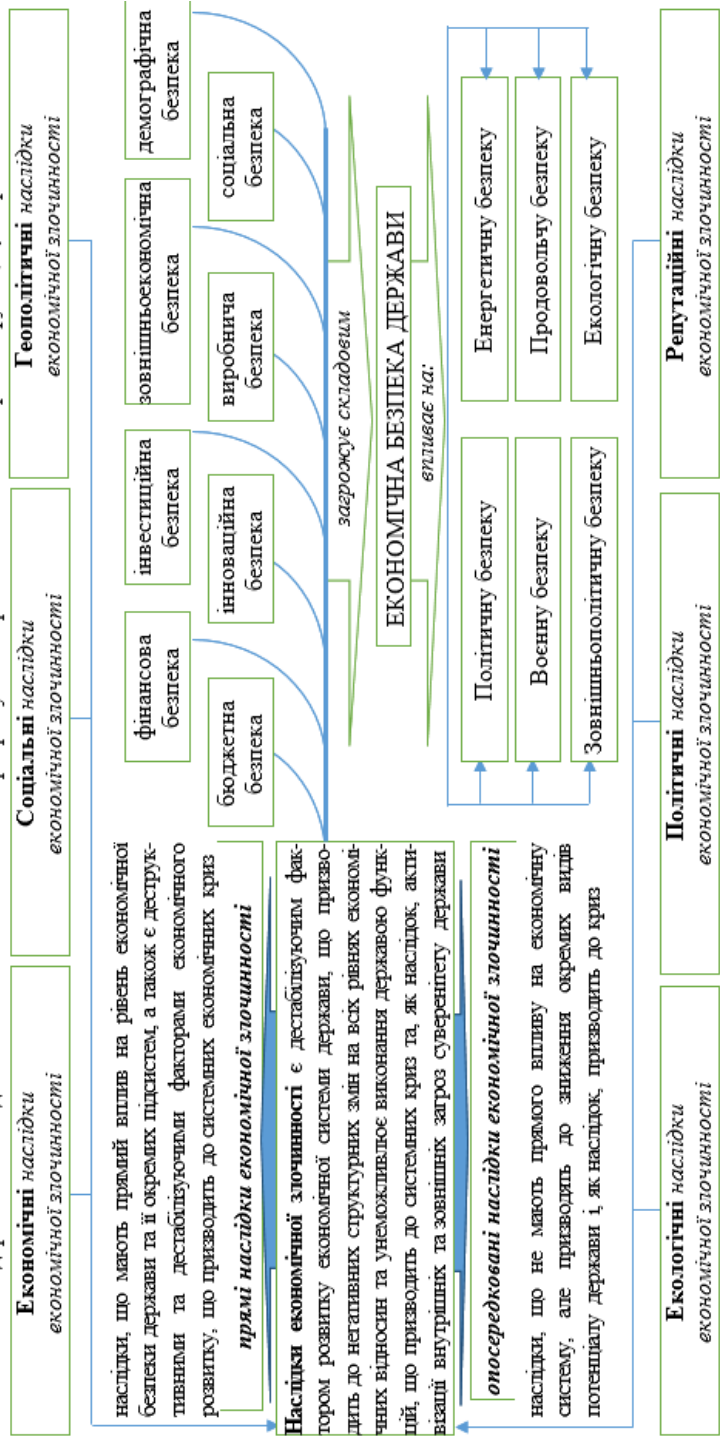 Економічні наслідки
економічної злочинності
Соціальні наслідки
економічної злочинності
Геополітичні наслідки
економічної злочинності
наслідки, що мають прямий вплив на рівень економічної
безпеки держави та її окремих підсистем, а також є деструк-
тивними та дестабілізуючими факторами економічного
розвитку, що призводить до системних економічних криз
прямі наслідки економічної злочинності
Наслідки економічної злочинності є дестабілізуючим фак-
тором розвитку економічної системи держави, що призво-
дить до негативних структурних змін на всіх рівнях економі-
чних відносин та унеможливлює виконання державою функ-
цій, що призводить до системних криз та, як наслідок, акти-
візації внутрішніх та зовнішніх загроз суверенітету держави
опосередковані наслідки економічної злочинності
наслідки, що не мають прямого впливу на економічну
систему, але призводять до зниження окремих видів
потенціалу держави і, як наслідок, призводить до криз
фінансова
безпека
інвестиційна
безпека
зовнішньоекономічна
безпека
демографічна
безпека
бюджетна
безпека
інноваційна
безпека
виробнича
безпека
соціальна
безпека
загрожує складовим
ЕКОНОМІЧНА БЕЗПЕКА ДЕРЖАВИ
впливає на:
Політичну безпеку
Воєнну безпеку
Зовнішньополітичну безпеку
Енергетичну безпеку
Продовольчу безпеку
Екологічну безпеку
Екологічні наслідки
економічної злочинності
Політичні наслідки
економічної злочинності
Репутаційні наслідки
економічної злочинності